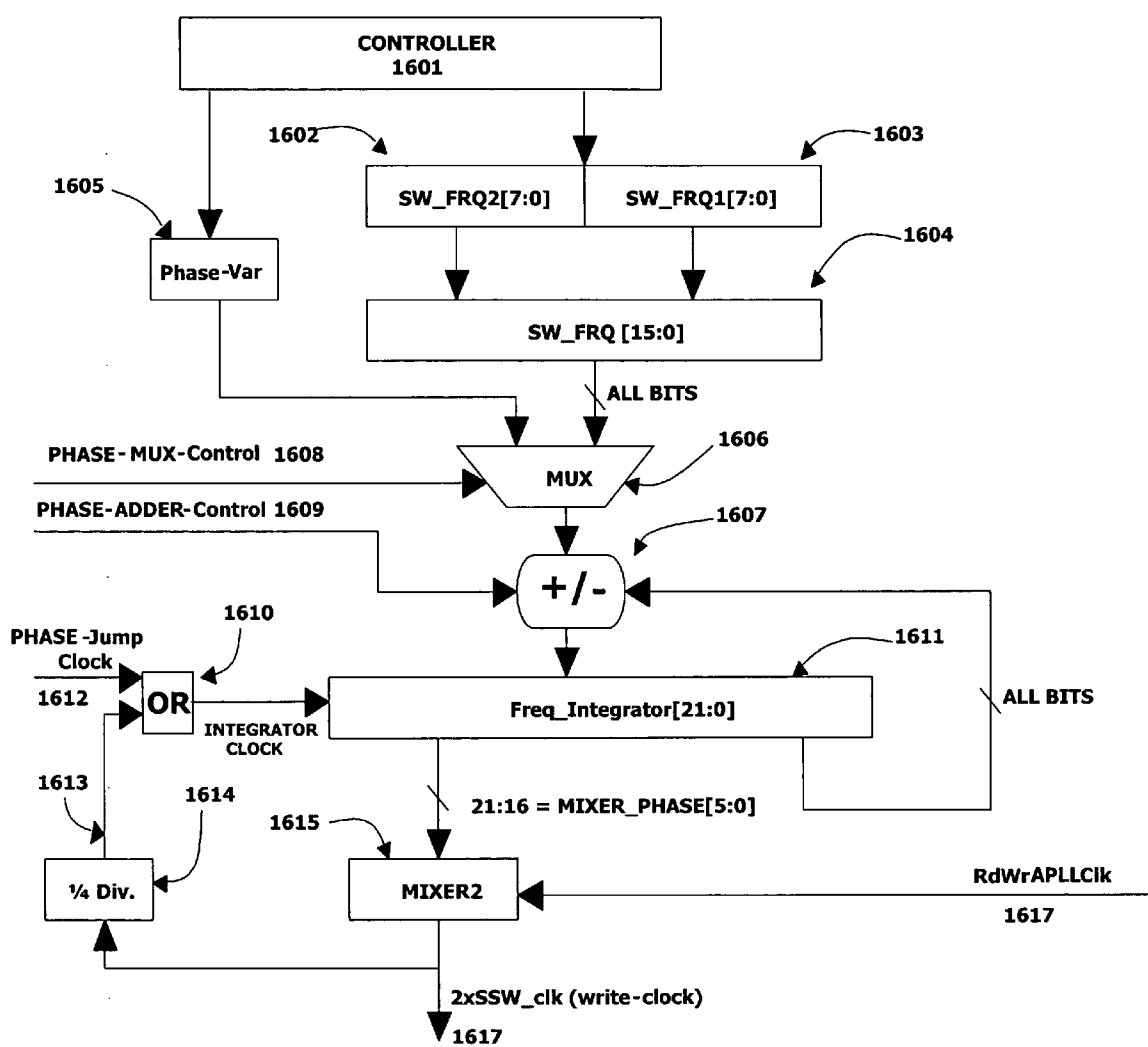 CONTROLLER
1601
1602
1603
SW_FRQ2[7:0]
SW_FRQ1[7:0]
1605
1604
Phase-Var
SW_FRQ [15:0]
ALL BITS
PHASE-MUX-Control 1608
MUX
1606
PHASE-ADDER-Control 1609
1607
+/-
1610
PHASE-Jump
Clock
1612
OR
INTEGRATOR
CLOCK
1611
Freq_Integrator[21:0]
ALL BITS
1613
1614
1615
21:16 = MIXER_PHASE[5:0]
¼ Div.
MIXER2
RdWrAPLLClk
1617
2xSSW_clk (write-clock)
1617